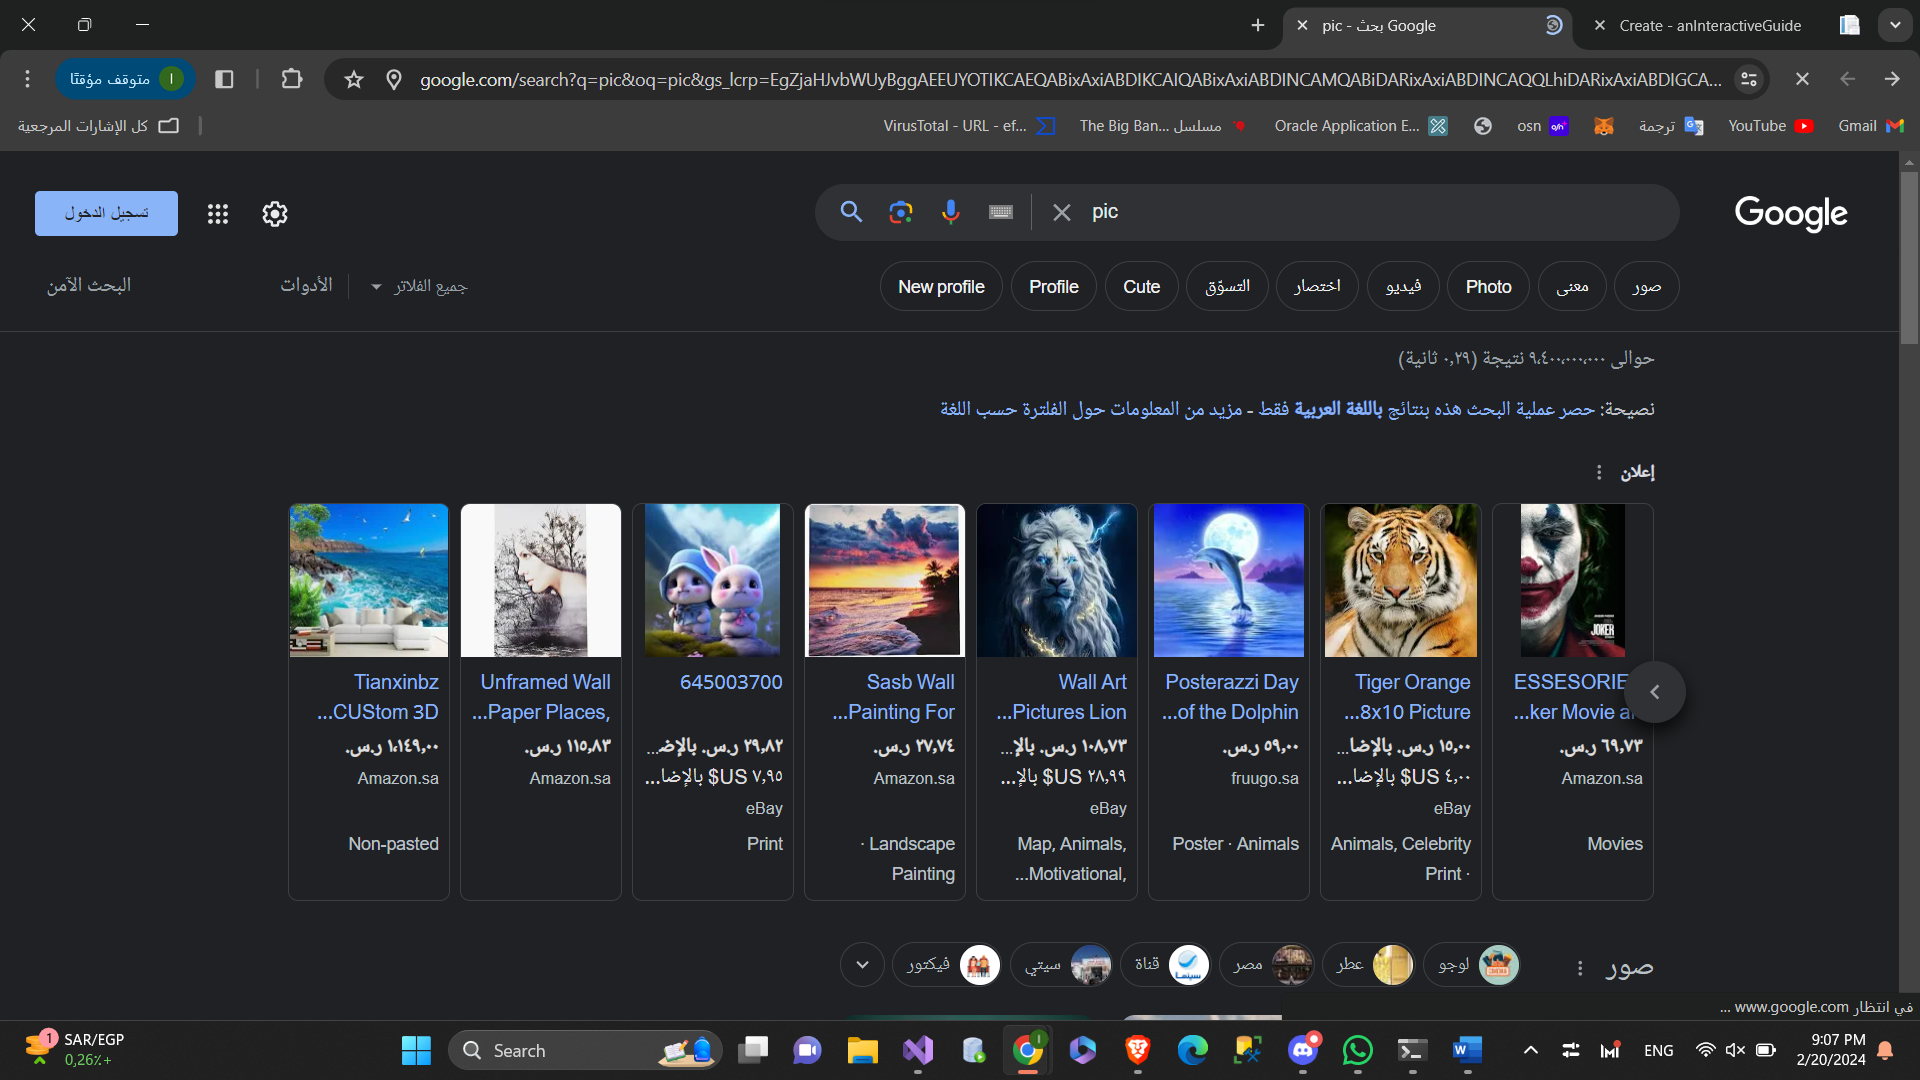 pic - بحث Google
Create - anInteractiveGuide
متوقف مؤقتًا
google.com/search?q=pic&oq=pic&gs_lcrp=EgZjaHJvbWUyBggAEEUYOTIKCAEQABixAxiABDIKCAIQABixAxiABDINCAMQABiDARixAxiABDINCAQQLhiDARixAxiABDIGCA...
Gmail
YouTube
ترجمة
osn
Oracle Application E...
The Big Ban... مسلسل
VirusTotal - URL - ef...
كل الإشارات المرجعية
Google
pic
تسجيل الدخول
صور
معنى
Photo
فيديو
اختصار
التسوّق
Cute
Profile
New profile
جميع الفلاتر
الأدوات
البحث الآمن
حوالى ٩،٤٠٠،٠٠٠،٠٠٠ نتيجة (٠,٢٩ ثانية)
نصيحة: حصر عملية البحث هذه بنتائج باللغة العربية فقط - مزيد من المعلومات حول الفلترة حسب اللغة
إعلان
JOKER
ESSESORIE
...ker Movie a
٦٩,٧٣ ر.س.
Amazon.sa
Movies
Tiger Orange
...8x10 Picture
١٥,٠٠ ر.س. بالإضا...
US$ ٤,٠٠ بالإضا...
eBay
Animals, Celebrity
Print ·
Posterazzi Day
...of the Dolphin
٥٩,٠٠ ر.س.
fruugo.sa
Poster · Animals
Wall Art
...Pictures Lion
١٠٨,٧٣ ر.س. بالإ...
US$ ٢٨,٩٩ بالإ...
eBay
Map, Animals,
...Motivational,
Sasb Wall
...Painting For
٢٧,٧٤ ر.س.
Amazon.sa
· Landscape
Painting
645003700
٢٩,٨٢ ر.س. بالإض...
US$ ٧,٩٥ بالإضا...
eBay
Print
Unframed Wall
...Paper Places,
١١٥,٨٣ ر.س.
Amazon.sa
Tianxinbz
...CUStom 3D
١،١٤٩,٠٠ ر.س.
Amazon.sa
Non-pasted
صور
لوجو
عطر
مصر
قناة
سيتي
فيكتور
في انتظار www.google.com ...
1
SAR/EGP
0,26٪+
Search
ENG
9:07 PM
2/20/2024